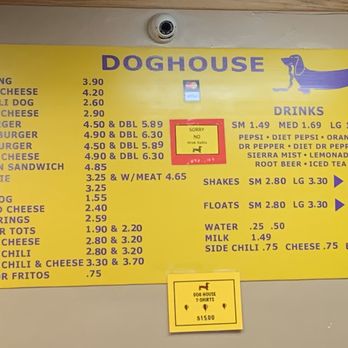 DOGHOUSE
NG 3.90
CHEESE 4.20
LI DOG 2.60
CHEESE 2.90
RGER 4.50 & DBL 5.89
BURGER 4.90 & DBL 6.30
RGER 4.50 & DBL 5.89
CHEESE 4.90 & DBL 6.30
N SANDWICH 4.85
IE 3.25 & W/MEAT 4.65
3.25
OG 1.55
D CHEESE 2.40
RINGS 2.59
R TOTS 1.90 & 2.20
CHEESE 2.80 & 3.20
CHILI 2.80 & 3.20
CHILI & CHEESE 3.30 & 3.70
OR FRITOS .75
SORRY
NO
DRINKS
SM 1.49 MED 1.69 LG
PEPSI • DIET PEPSI • ORAN
DR PEPPER • DIET DR PEPPE
SIERRA MIST • LEMONAD
ROOT BEER • ICED TEA
SHAKES SM 2.80 LG 3.30
FLOATS SM 2.80 LG 3.30
WATER .25 .50
MILK 1.49
SIDE CHILI .75 CHEESE .75
DOG HOUSE
T-SHIRTS
$15.00